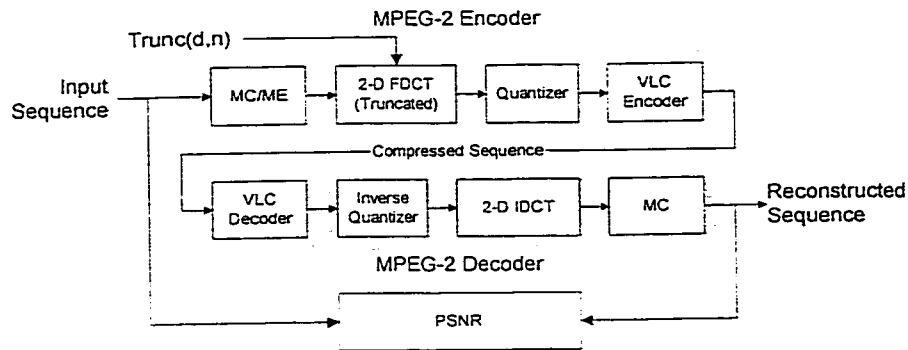 MPEG-2 Encoder
Trunc(d,n)
Input
Sequence
MC/ME
2-D FDCT
(Truncated)
Quantizer
VLC
Encoder
Compressed Sequence
VLC
Decoder
Inverse
Quantizer
2-D IDCT
MC
Reconstructed
Sequence
MPEG-2 Decoder
PSNR